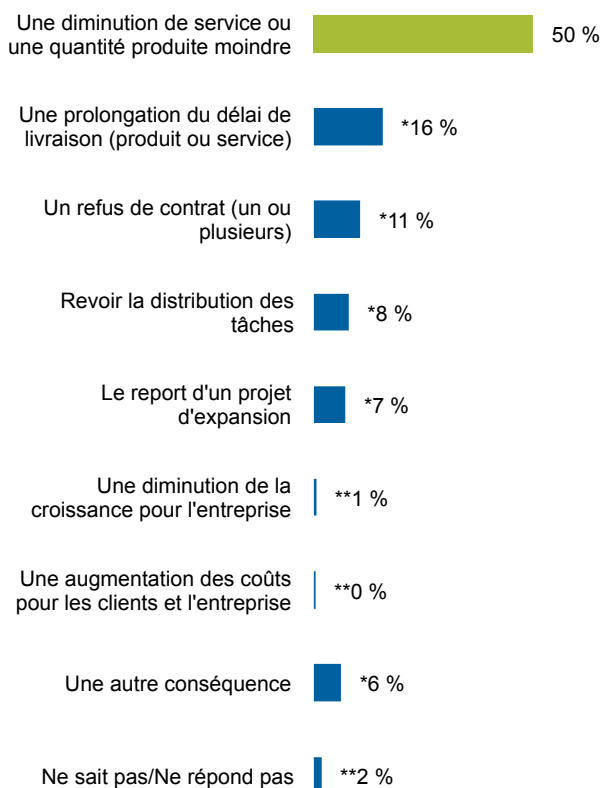 Une diminution de service ou
une quantité produite moindre
50 %
Une prolongation du délai de
livraison (produit ou service)
*16 %
Un refus de contrat (un ou
plusieurs)
*11 %
Revoir la distribution des
tâches
*8 %
Le report d'un projet
d'expansion
*7 %
Une diminution de la
croissance pour l'entreprise
**1 %
Une augmentation des coûts
pour les clients et l'entreprise
**0 %
Une autre conséquence
*6 %
Ne sait pas/Ne répond pas
**2 %